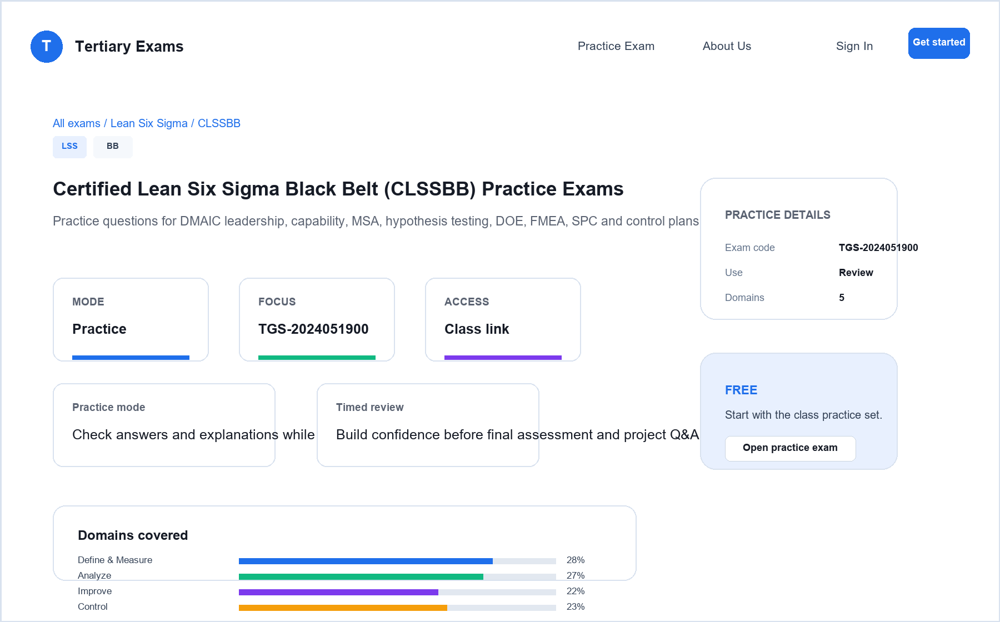 T
Tertiary Exams
Practice Exam
About Us
Sign In
Get started
All exams / Lean Six Sigma / CLSSBB
LSS
BB
Certified Lean Six Sigma Black Belt (CLSSBB) Practice Exams
Practice questions for DMAIC leadership, capability, MSA, hypothesis testing, DOE, FMEA, SPC and control plans
PRACTICE DETAILS
Exam code TGS-2024051900
Use Review
Domains 5
MODE
Practice
FOCUS
TGS-2024051900
ACCESS
Class link
Practice mode
Check answers and explanations while
Timed review
Build confidence before final assessment and project Q&A
FREE
Start with the class practice set.
Open practice exam
Domains covered
Define & Measure 28%
Analyze 27%
Improve 22%
Control 23%